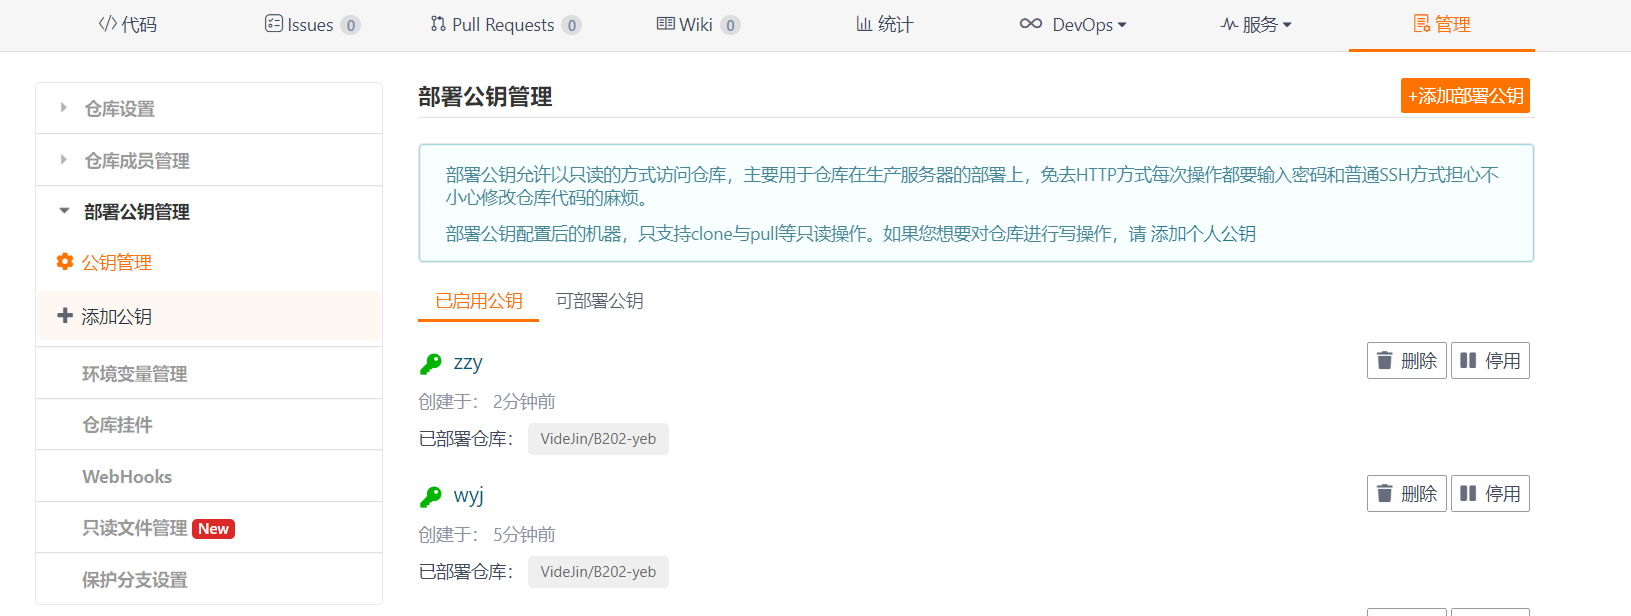 代码
Issues 0
Pull Requests 0
Wiki 0
统计
DevOps
服务
管理
仓库设置
仓库成员管理
部署公钥管理
公钥管理
添加公钥
环境变量管理
仓库挂件
WebHooks
只读文件管理 New
保护分支设置
部署公钥管理
+添加部署公钥
部署公钥允许以只读的方式访问仓库，主要用于仓库在生产服务器的部署上，免去HTTP方式每次操作都要输入密码和普通SSH方式担心不
小心修改仓库代码的麻烦。
部署公钥配置后的机器，只支持clone与pull等只读操作。如果您想要对仓库进行写操作，请 添加个人公钥
已启用公钥
可部署公钥
zzy
删除
停用
创建于： 2分钟前
已部署仓库： VideJin/B202-yeb
wyj
删除
停用
创建于： 5分钟前
已部署仓库： VideJin/B202-yeb